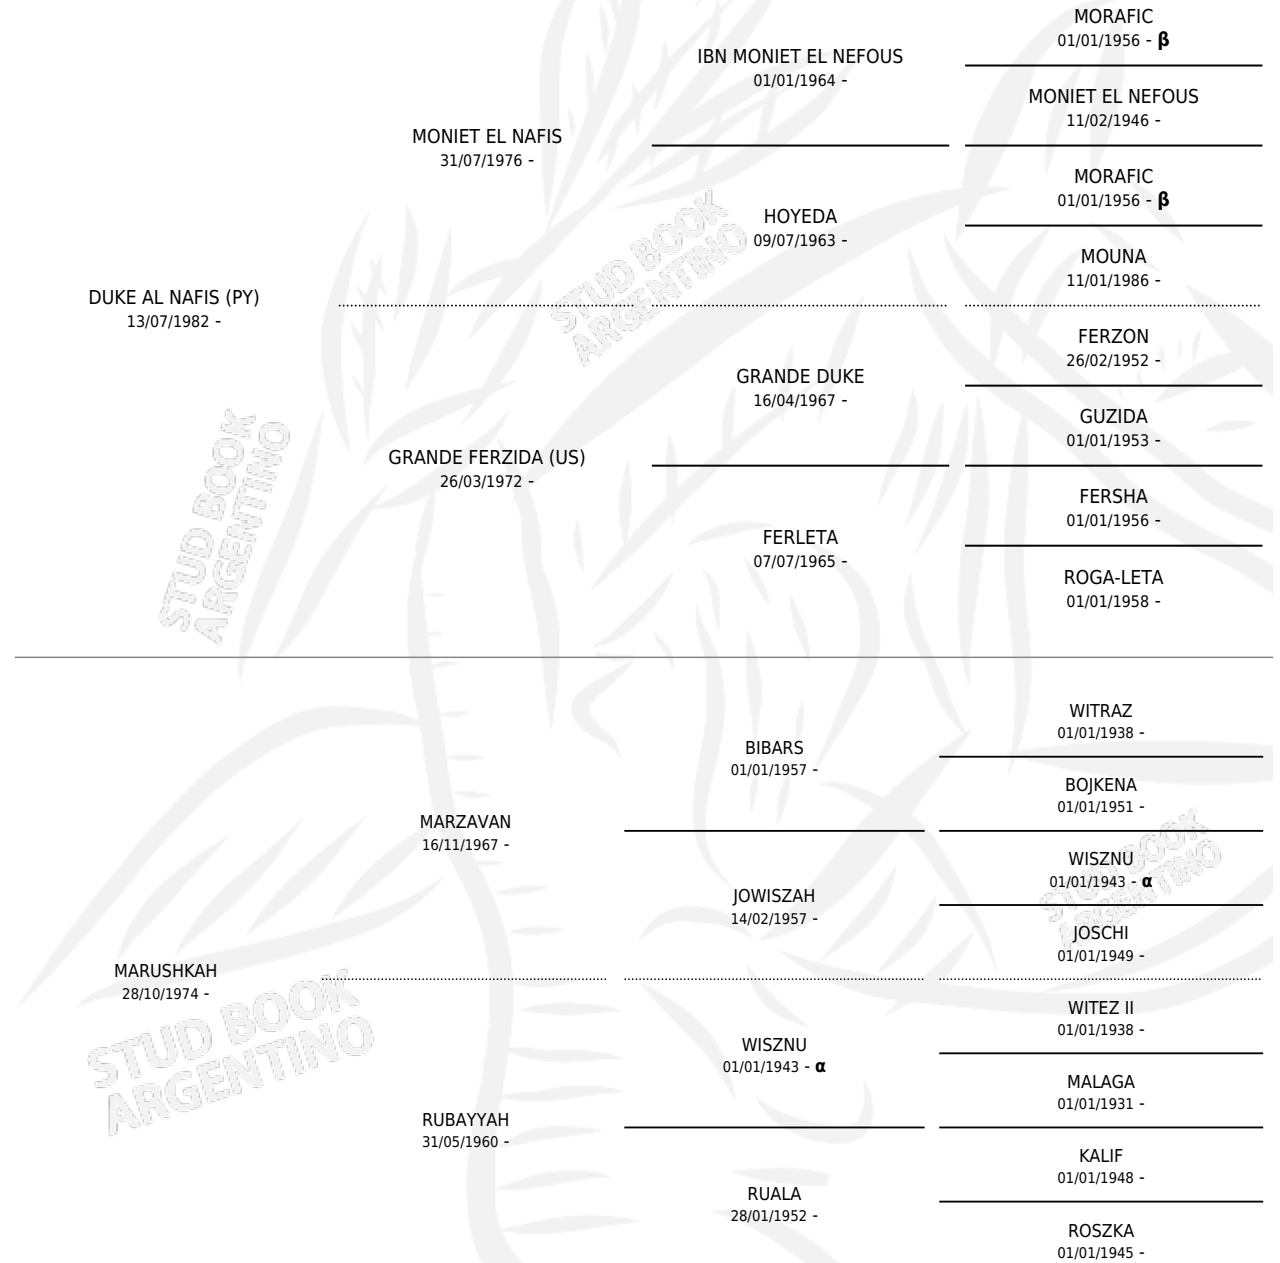 MORAFIC
01/01/1956 - β
IBN MONIET EL NEFOUS
01/01/1964 -
MONIET EL NEFOUS
11/02/1946 -
MONIET EL NAFIS
31/07/1976 -
MORAFIC
01/01/1956 - β
HOYEDA
09/07/1963 -
MOUNA
11/01/1986 -
DUKE AL NAFIS (PY)
13/07/1982 -
FERZON
26/02/1952 -
GRANDE DUKE
16/04/1967 -
GUZIDA
01/01/1953 -
GRANDE FERZIDA (US)
26/03/1972 -
FERSHA
01/01/1956 -
FERLETA
07/07/1965 -
ROGA-LETA
01/01/1958 -
STUD BOOK
ARGENTINO
STUD BOOK
ARGENTINO
WITRAZ
01/01/1938 -
BIBARS
01/01/1957 -
BOJKENA
01/01/1951 -
MARZAVAN
16/11/1967 -
WISZNU
01/01/1943 - α
JOWISZAH
14/02/1957 -
JOSCHI
01/01/1949 -
MARUSHKAH
28/10/1974 -
WITEZ II
01/01/1938 -
WISZNU
01/01/1943 - α
MALAGA
01/01/1931 -
RUBAYYAH
31/05/1960 -
KALIF
01/01/1948 -
RUALA
28/01/1952 -
ROSZKA
01/01/1945 -
STUD BOOK
ARGENTINO
STUD BOOK
ARGENTINO